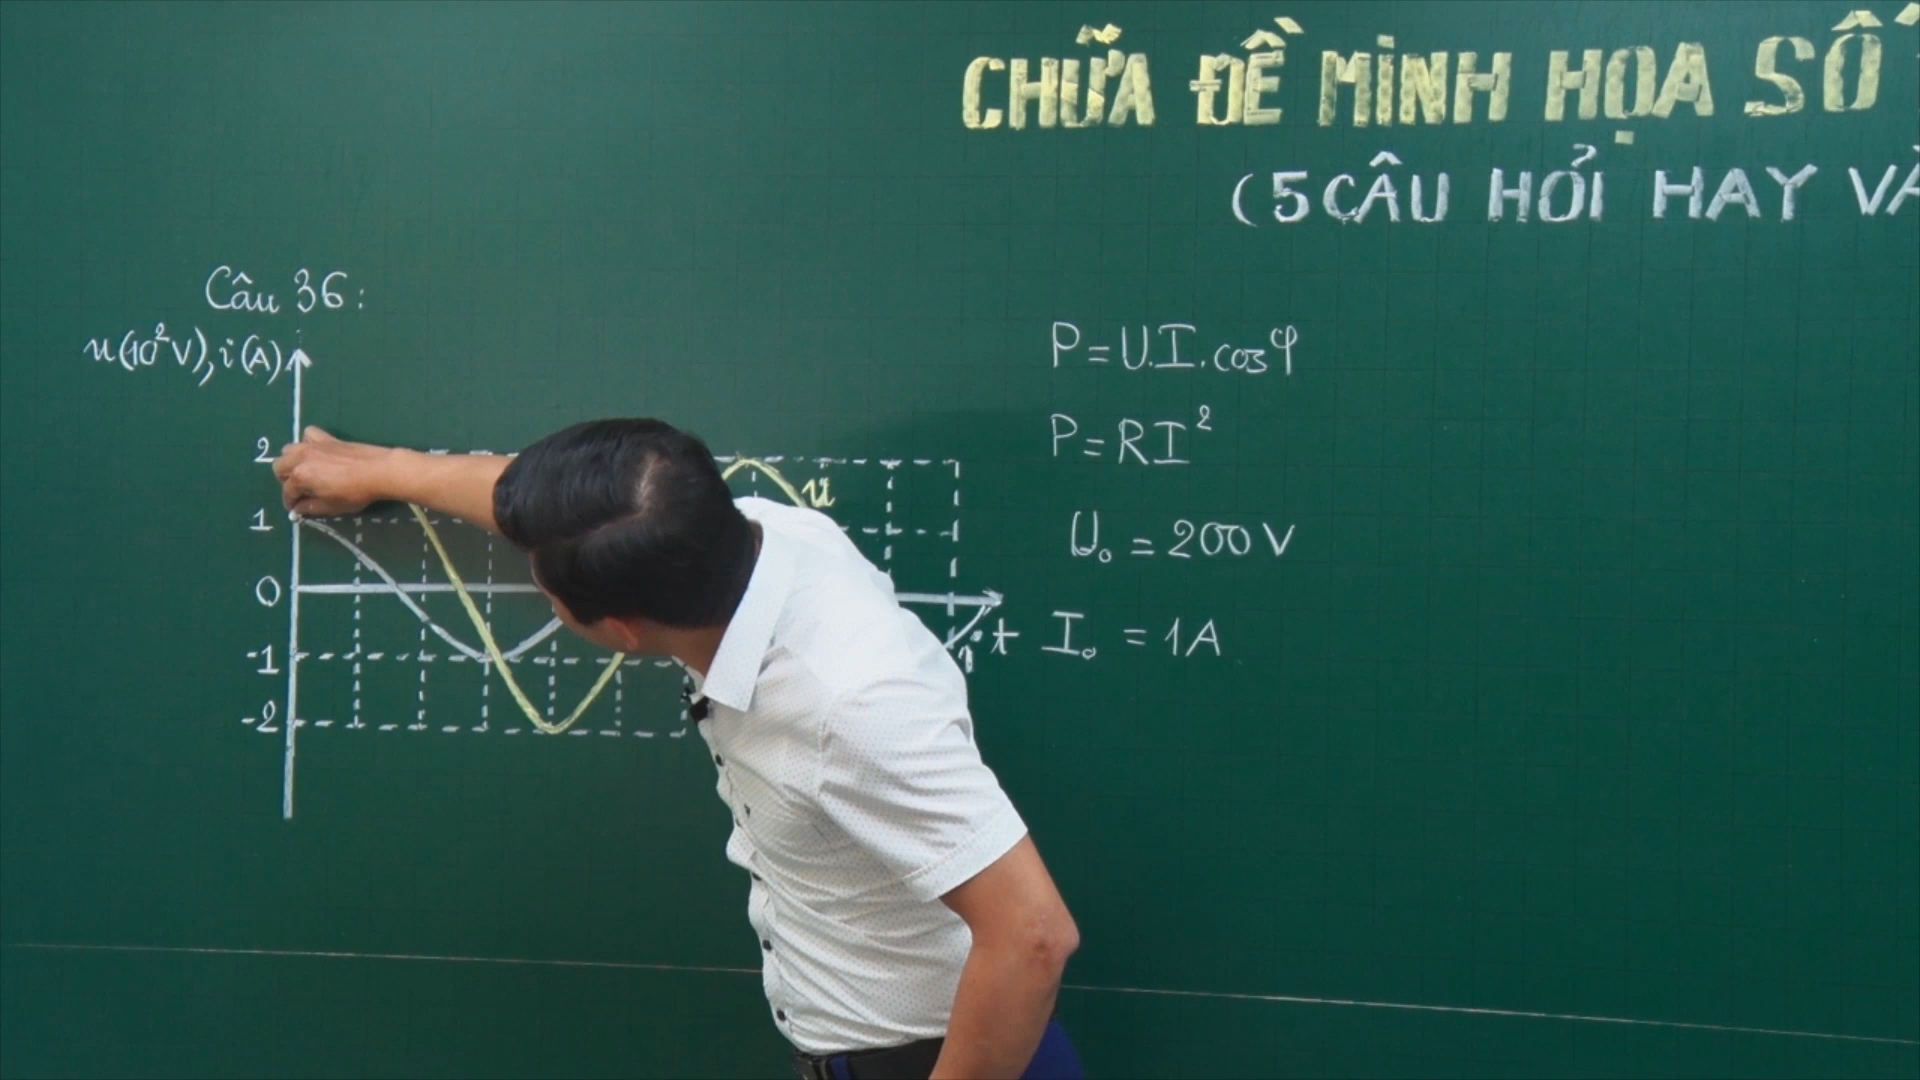 CHỮA ĐỀ MINH HỌA SỐ
(5 CÂU HỎI HAY VÀ
Câu 36:
u(10²V), i(A)
2
1
0
-1
-2
u
t
P = U.I.cosφ
P = RI²
U₀ = 200V
I₀ = 1A